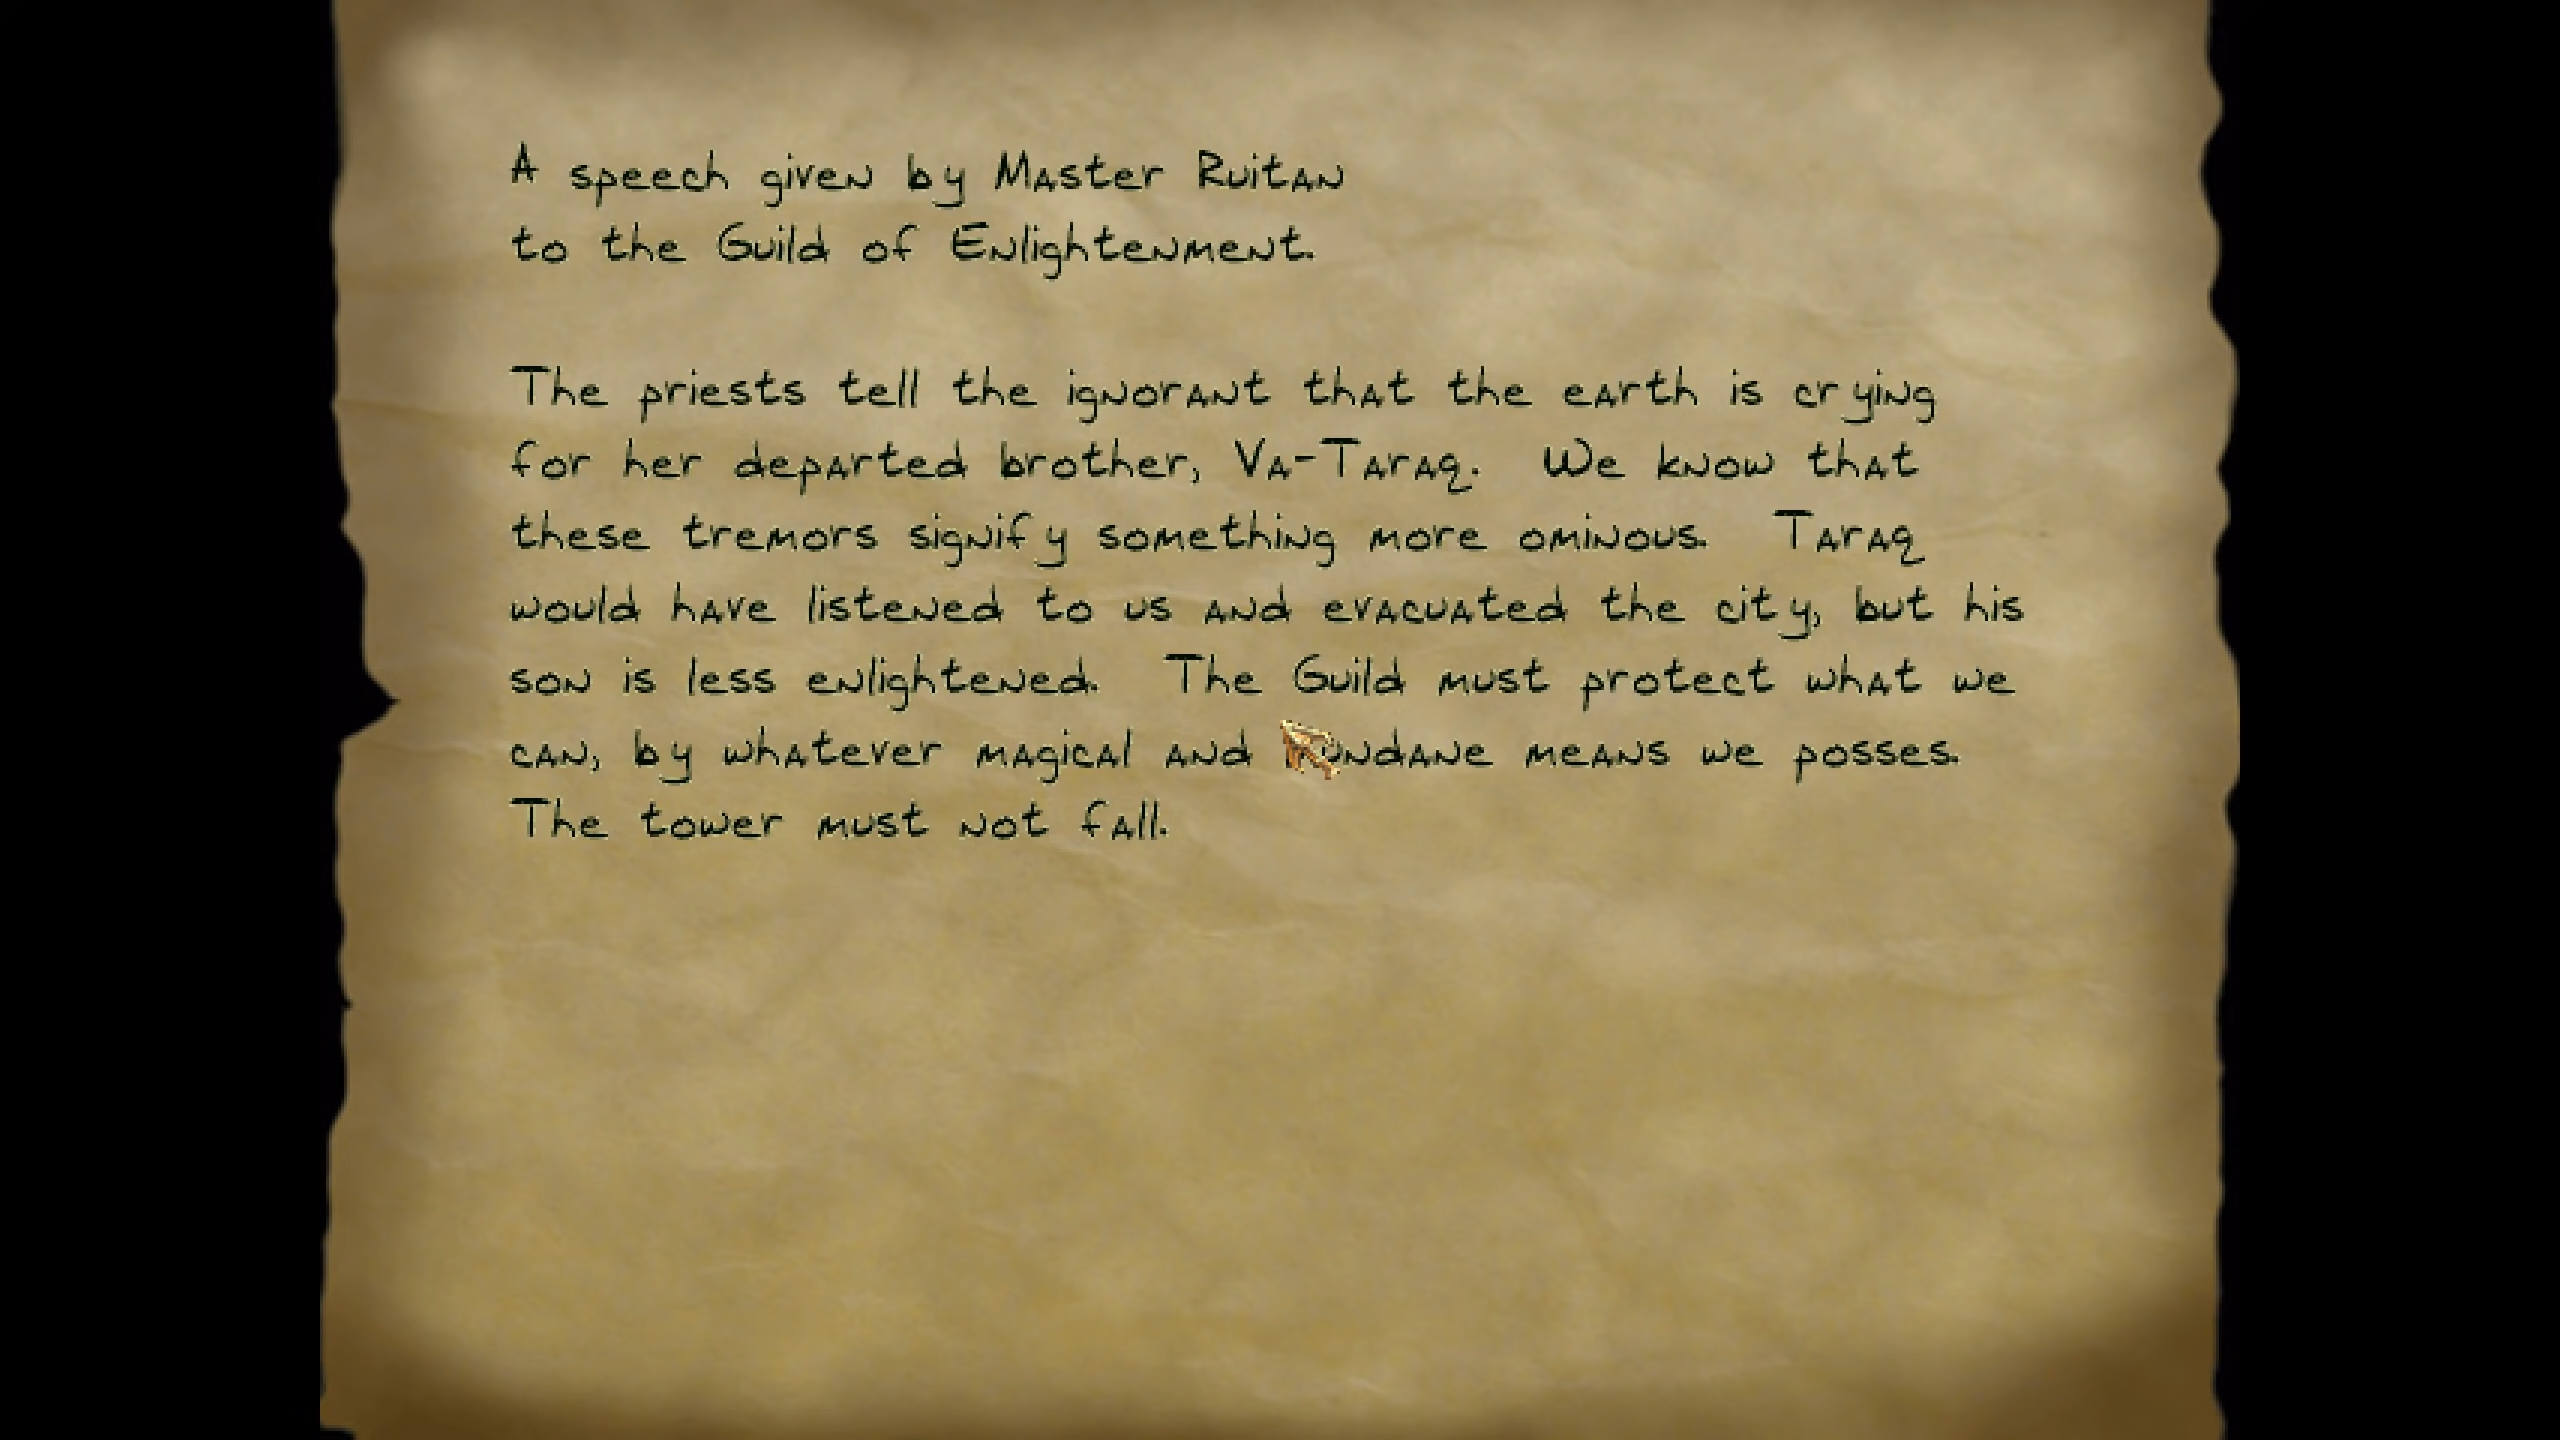 A speech given by Master Ruitan
to the Guild of Enlightenment.
The priests tell the ignorant that the earth is crying
for her departed brother, Va-Taraq. We know that
these tremors signify something more ominous. Taraq
would have listened to us and evacuated the city, but his
son is less enlightened. The Guild must protect what we
can, by whatever magical and mundane means we posses.
The tower must not fall.